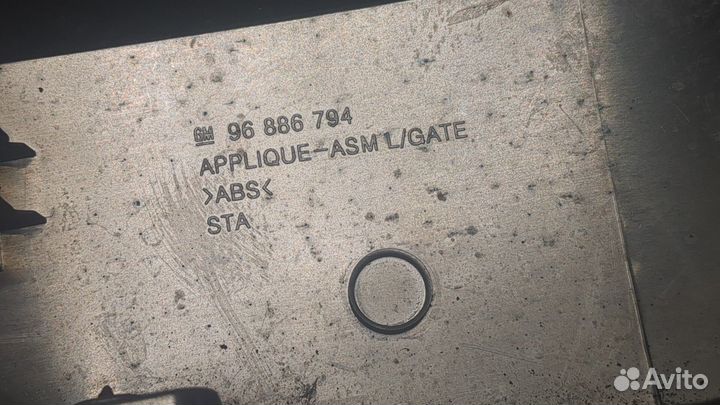 GM 96 886 794
APPLIQUE-ASM L/GATE
>ABS<
STA
Avito